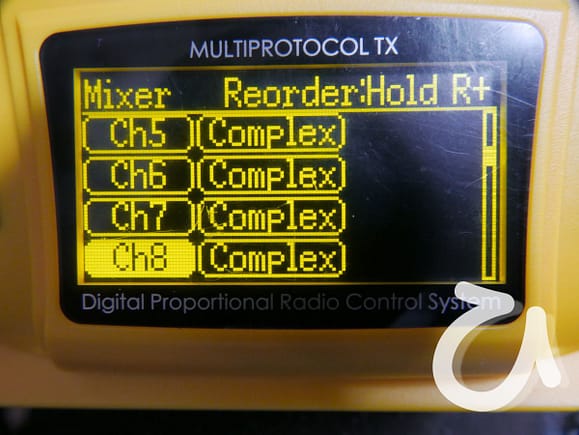 MULTIPROTOCOL TX
Mixer Reorder:Hold R+
Ch5 Complex
Ch6 Complex
Ch7 Complex
Ch8 Complex
Digital Proportional Radio Control System